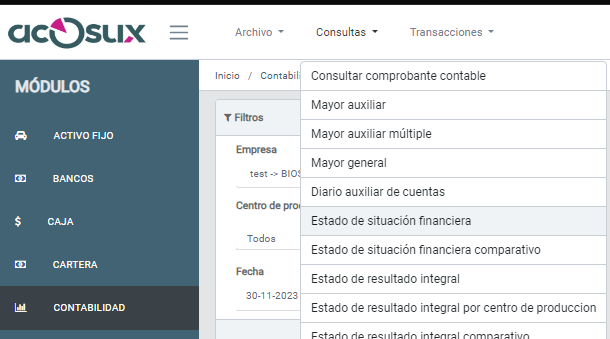 acosux
Archivo Consultas Transacciones
MÓDULOS
ACTIVO FIJO
BANCOS
$ CAJA
CARTERA
CONTABILIDAD
Inicio / Contabil
Filtros
Empresa
test -> BIOS
Centro de pro
Todos
Fecha
30-11-2023
Consultar comprobante contable
Mayor auxiliar
Mayor auxiliar múltiple
Mayor general
Diario auxiliar de cuentas
Estado de situación financiera
Estado de situación financiera comparativo
Estado de resultado integral
Estado de resultado integral por centro de produccion
Estado de resultado integral comparativo